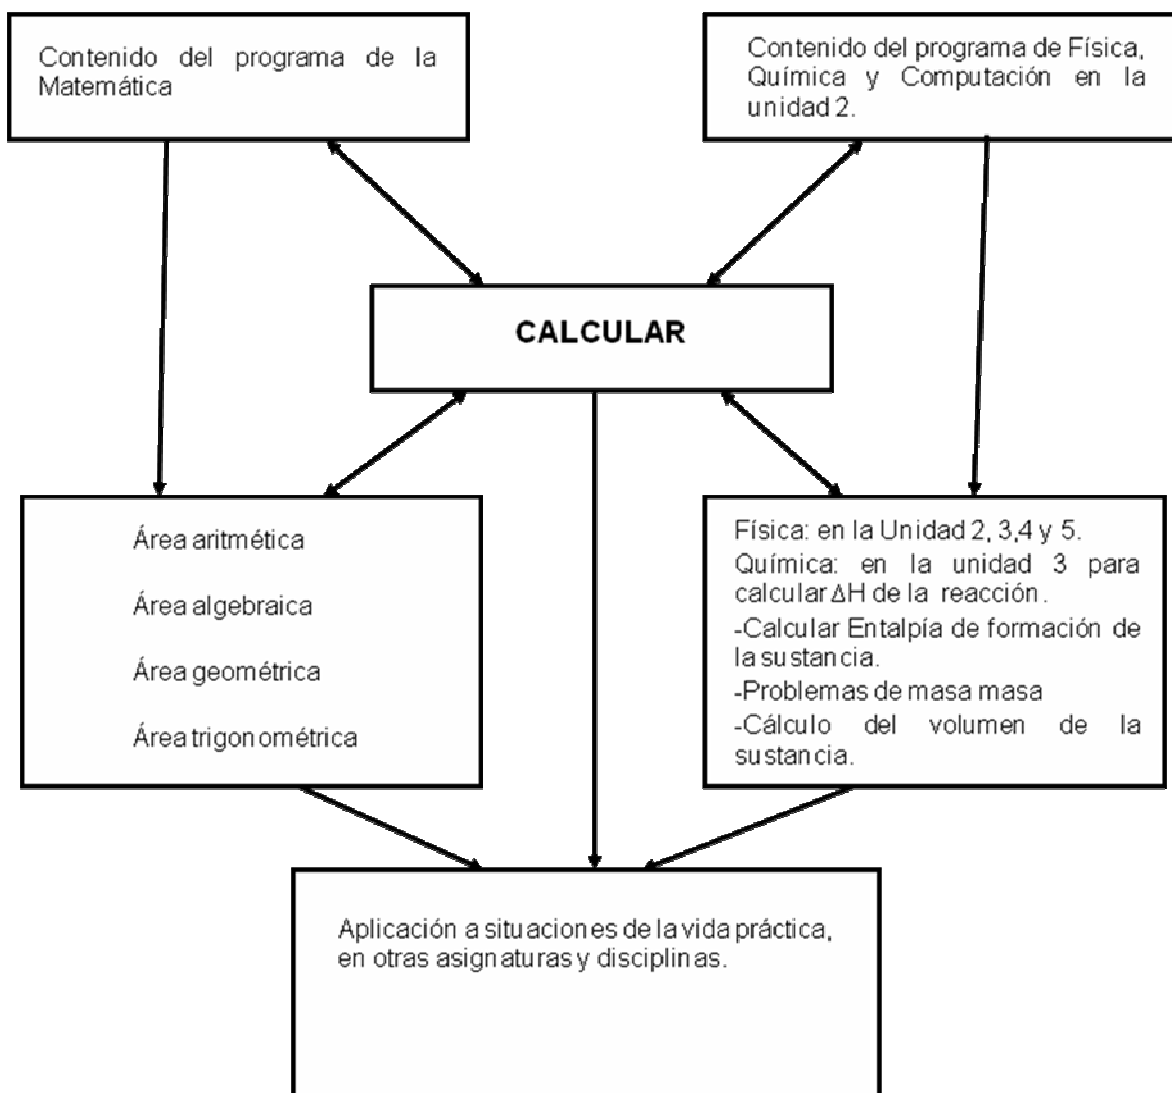 Contenido del programa de la
Matemática
Contenido del programa de Física,
Química y Computación en la
unidad 2.
CALCULAR
Área aritmética
Área algebraica
Área geométrica
Área trigonométrica
Física: en la Unidad 2, 3,4 y 5.
Química: en la unidad 3 para
calcular ΔH de la reacción.
-Calcular Entalpía de formación de
la sustancia.
-Problemas de masa masa
-Cálculo del volumen de la
sustancia.
Aplicación a situaciones de la vida práctica,
en otras asignaturas y disciplinas.